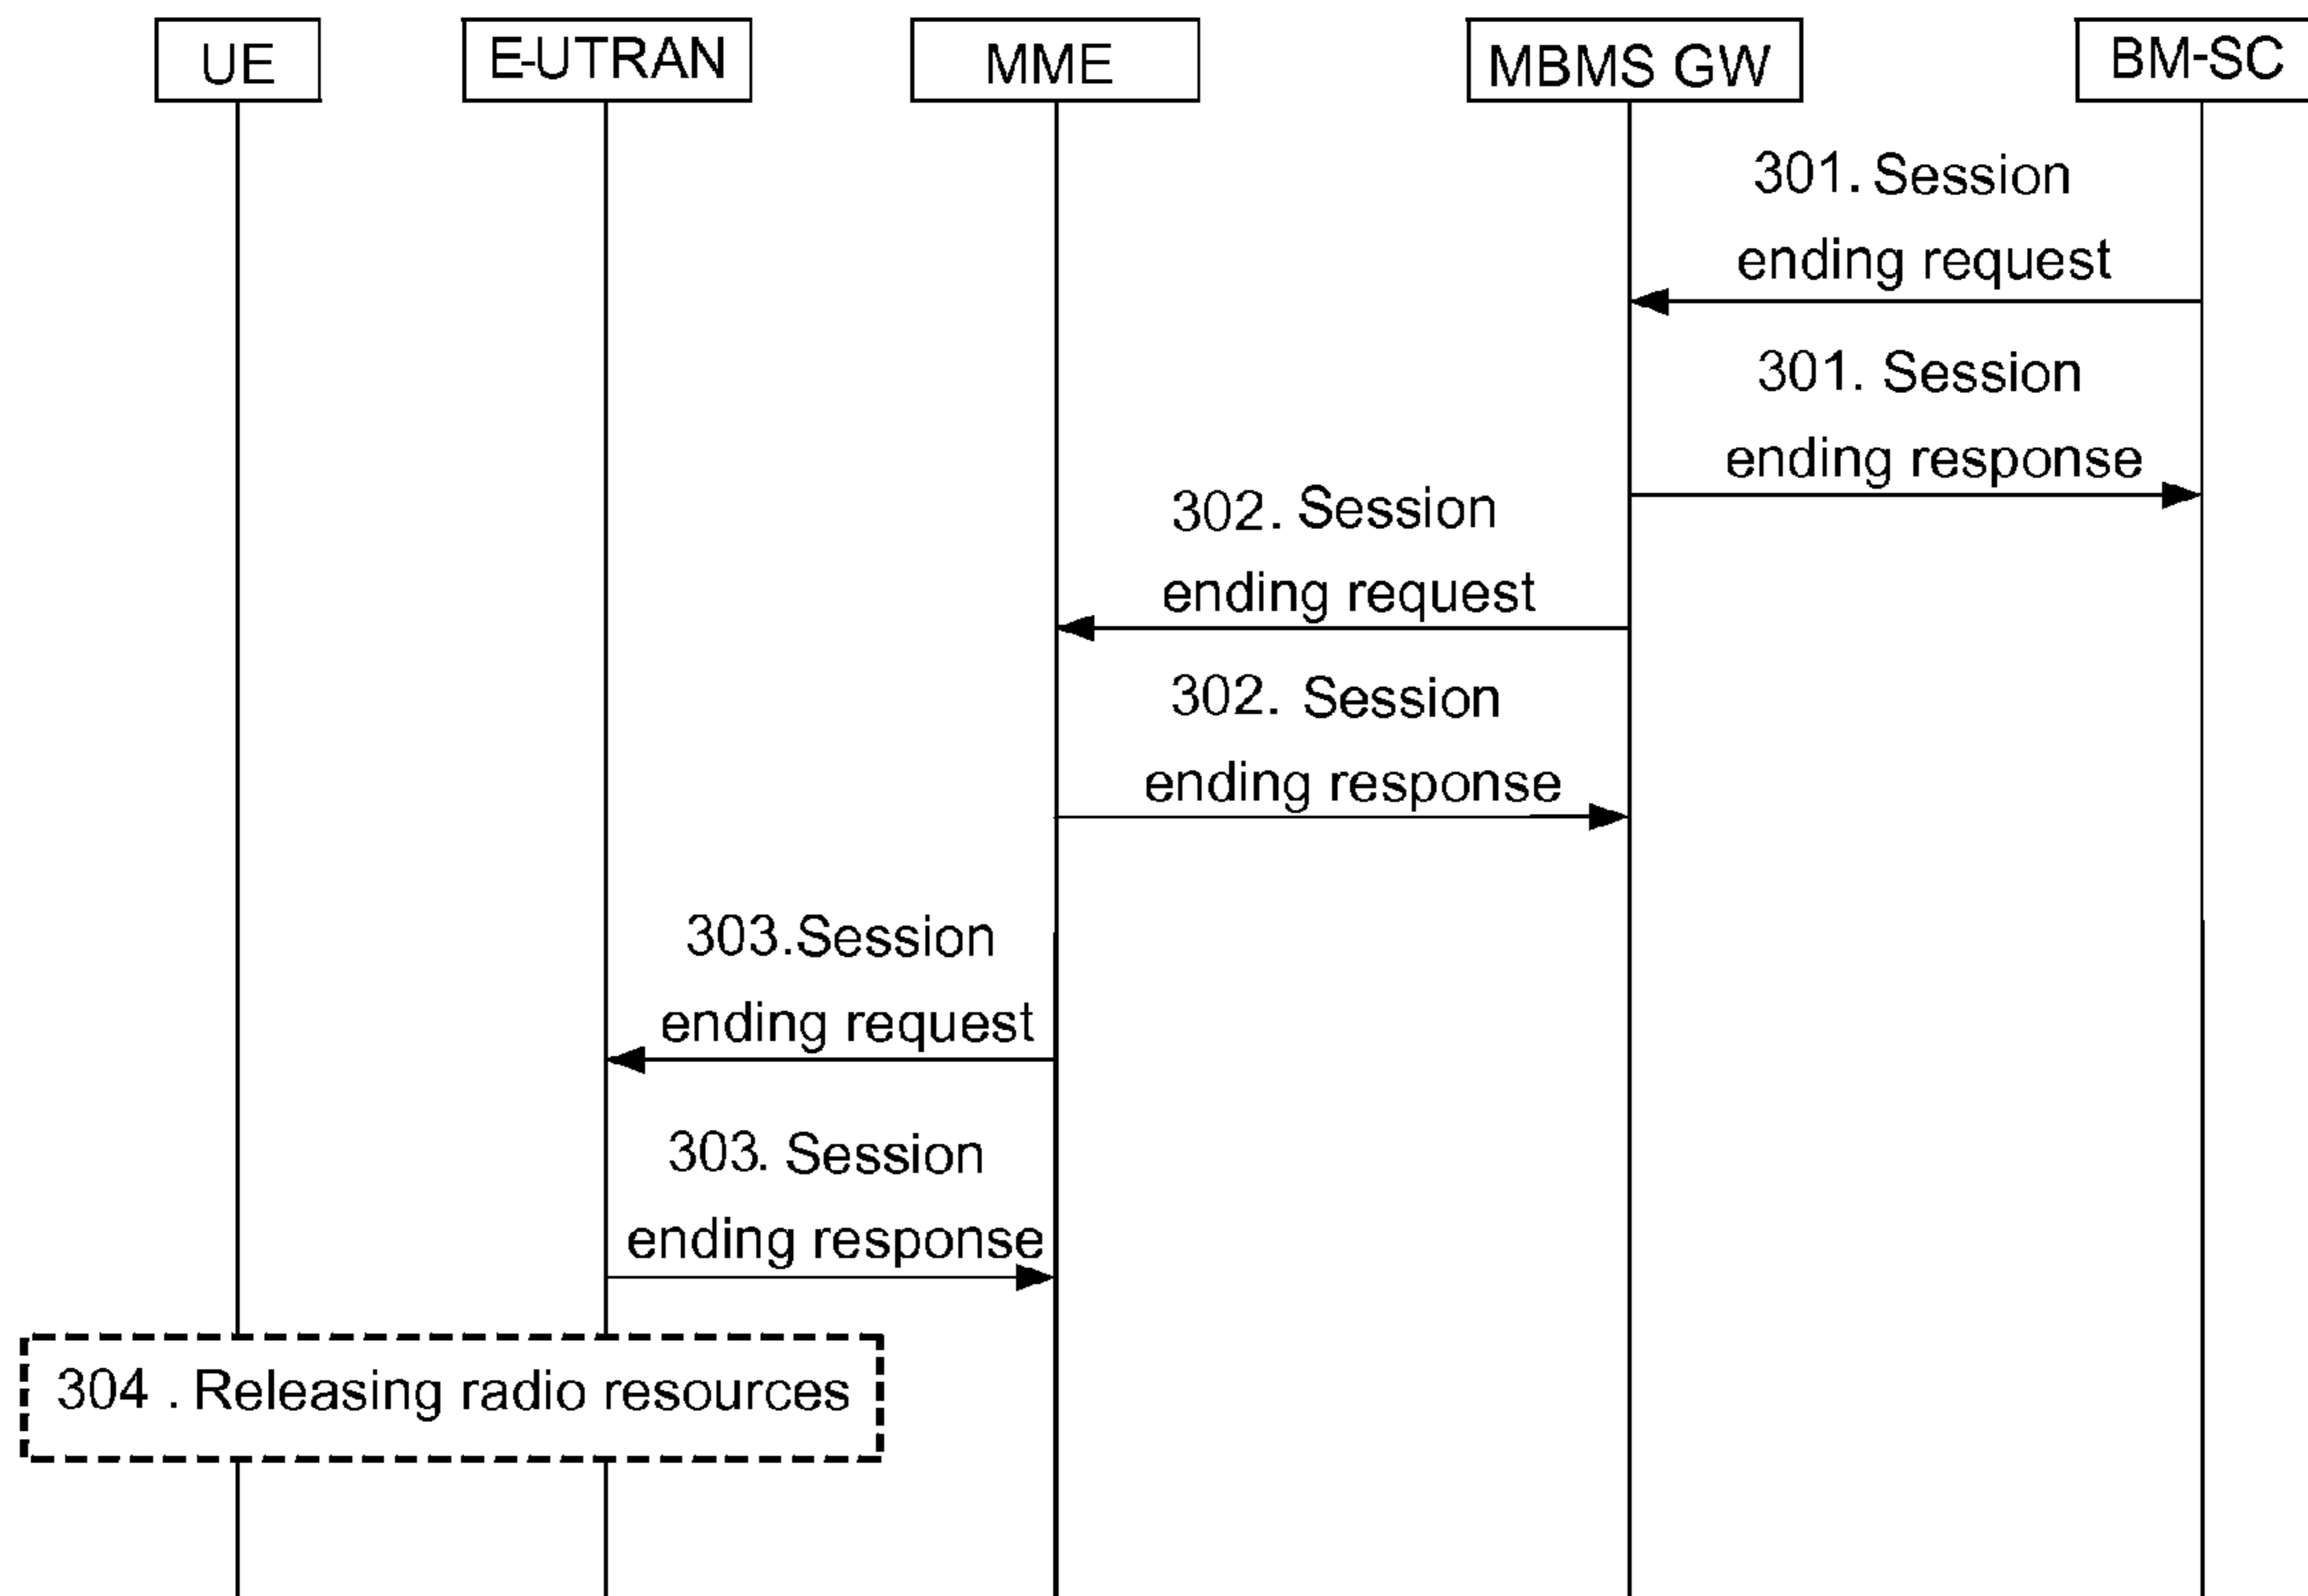 UE
E-UTRAN
MME
MBMS GW
BM-SC
301. Session
ending request
301. Session
ending response
302. Session
ending request
302. Session
ending response
303.Session
ending request
303. Session
ending response
304 . Releasing radio resources